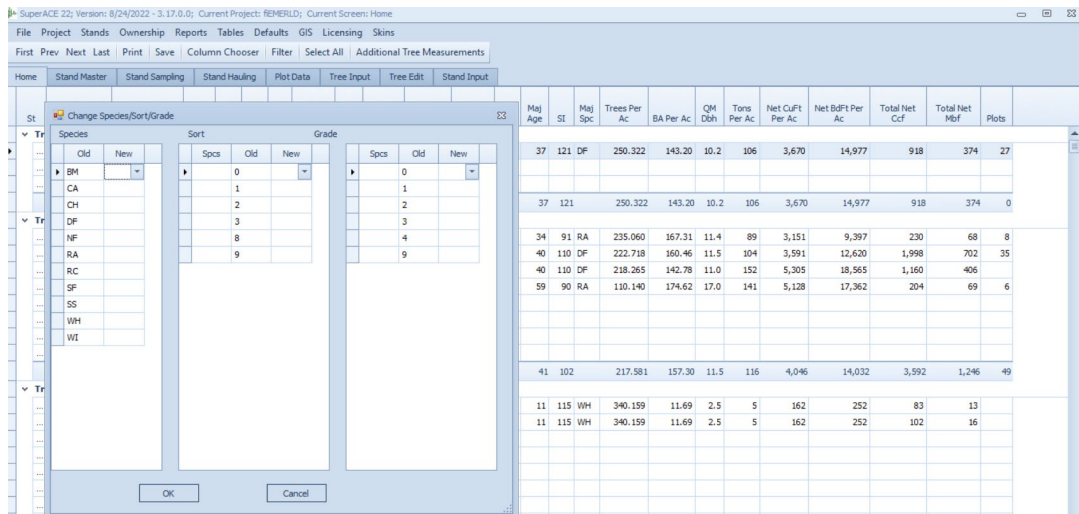 SuperACE 22; Version: 8/24/2022 - 3.17.0.0; Current Project: fiEMERLD; Current Screen: Home
File Project Stands Ownership Reports Tables Defaults GIS Licensing Skins
First Prev Next Last Print Save Column Chooser Filter Select All Additional Tree Measurements
Home Stand Master Stand Sampling Stand Hauling Plot Data Tree Input Tree Edit Stand Input
St
Maj Age SI Maj Spc Trees Per Ac BA Per Ac QM Dbh Tons Per Ac Net CuFt Per Ac Net BdFt Per Ac Total Net Ccf Total Net Mbf Plots
Tr
... 37 121 DF 250.322 143.20 10.2 106 3,670 14,977 918 374 27
...
...
37 121 250.322 143.20 10.2 106 3,670 14,977 918 374 0
Tr
... 34 91 RA 235.060 167.31 11.4 89 3,151 9,397 230 68 8
... 40 110 DF 222.718 160.46 11.5 104 3,591 12,620 1,998 702 35
... 40 110 DF 218.265 142.78 11.0 152 5,305 18,565 1,160 406
... 59 90 RA 110.140 174.62 17.0 141 5,128 17,362 204 69 6
...
...
...
...
41 102 217.581 157.30 11.5 116 4,046 14,032 3,592 1,246 49
Tr
... 11 115 WH 340.159 11.69 2.5 5 162 252 83 13
... 11 115 WH 340.159 11.69 2.5 5 162 252 102 16
...
...
...
...
...
Change Species/Sort/Grade
Species
Old New
BM
CA
CH
DF
NF
RA
RC
SF
SS
WH
WI
Sort
Spcs Old New
0
1
2
3
8
9
Grade
Spcs Old New
0
1
2
3
4
9
OK Cancel